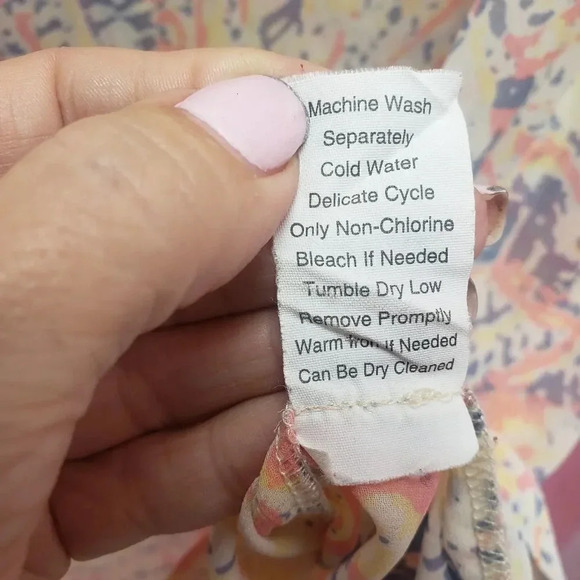 Machine Wash
Separately
Cold Water
Delicate Cycle
Only Non-Chlorine
Bleach If Needed
Tumble Dry Low
Remove Promptly
Warm Iron If Needed
Can Be Dry Cleaned